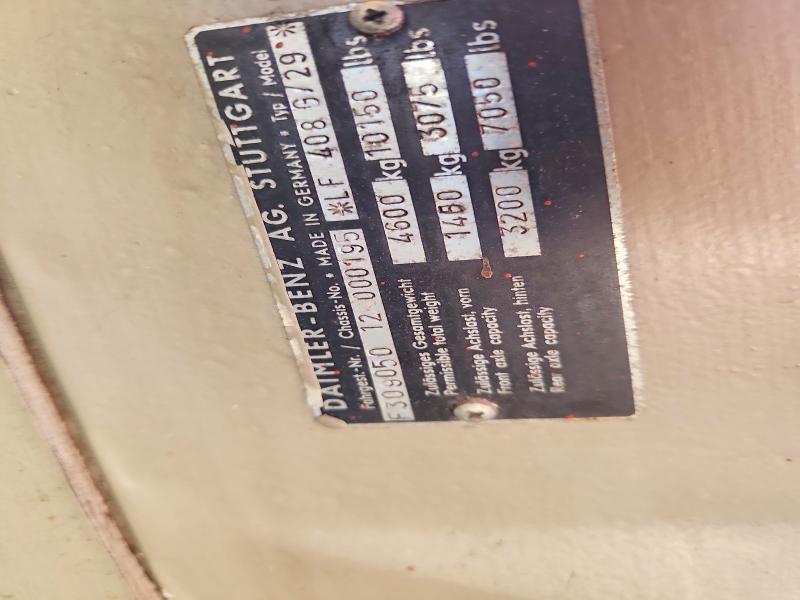 DAIMLER-BENZ AG. STUTTGART
Fahrgest.-Nr. / Chassis-No. • MADE IN GERMANY • Typ / Model
F309050 12 000195 *LF 408 G/29 *
Zulässiges Gesamtgewicht
Permissible total weight
4600 kg 10150 lbs
Zulässige Achslast, vorn
Front axle capacity
1480 kg 3075 lbs
Zulässige Achslast, hinten
Rear axle capacity
3200 kg 7050 lbs